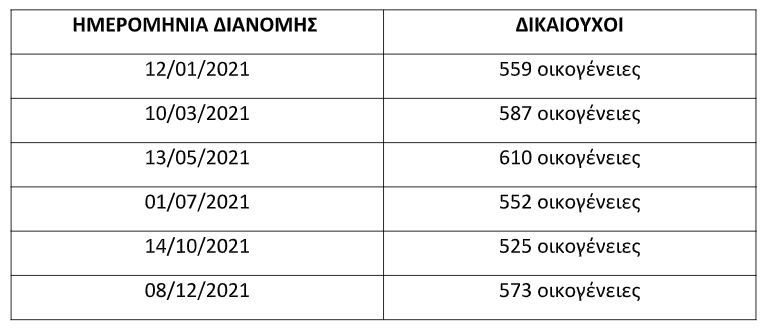 ΗΜΕΡΟΜΗΝΙΑ ΔΙΑΝΟΜΗΣ ΔΙΚΑΙΟΥΧΟΙ
12/01/2021 559 οικογένειες
10/03/2021 587 οικογένειες
13/05/2021 610 οικογένειες
01/07/2021 552 οικογένειες
14/10/2021 525 οικογένειες
08/12/2021 573 οικογένειες